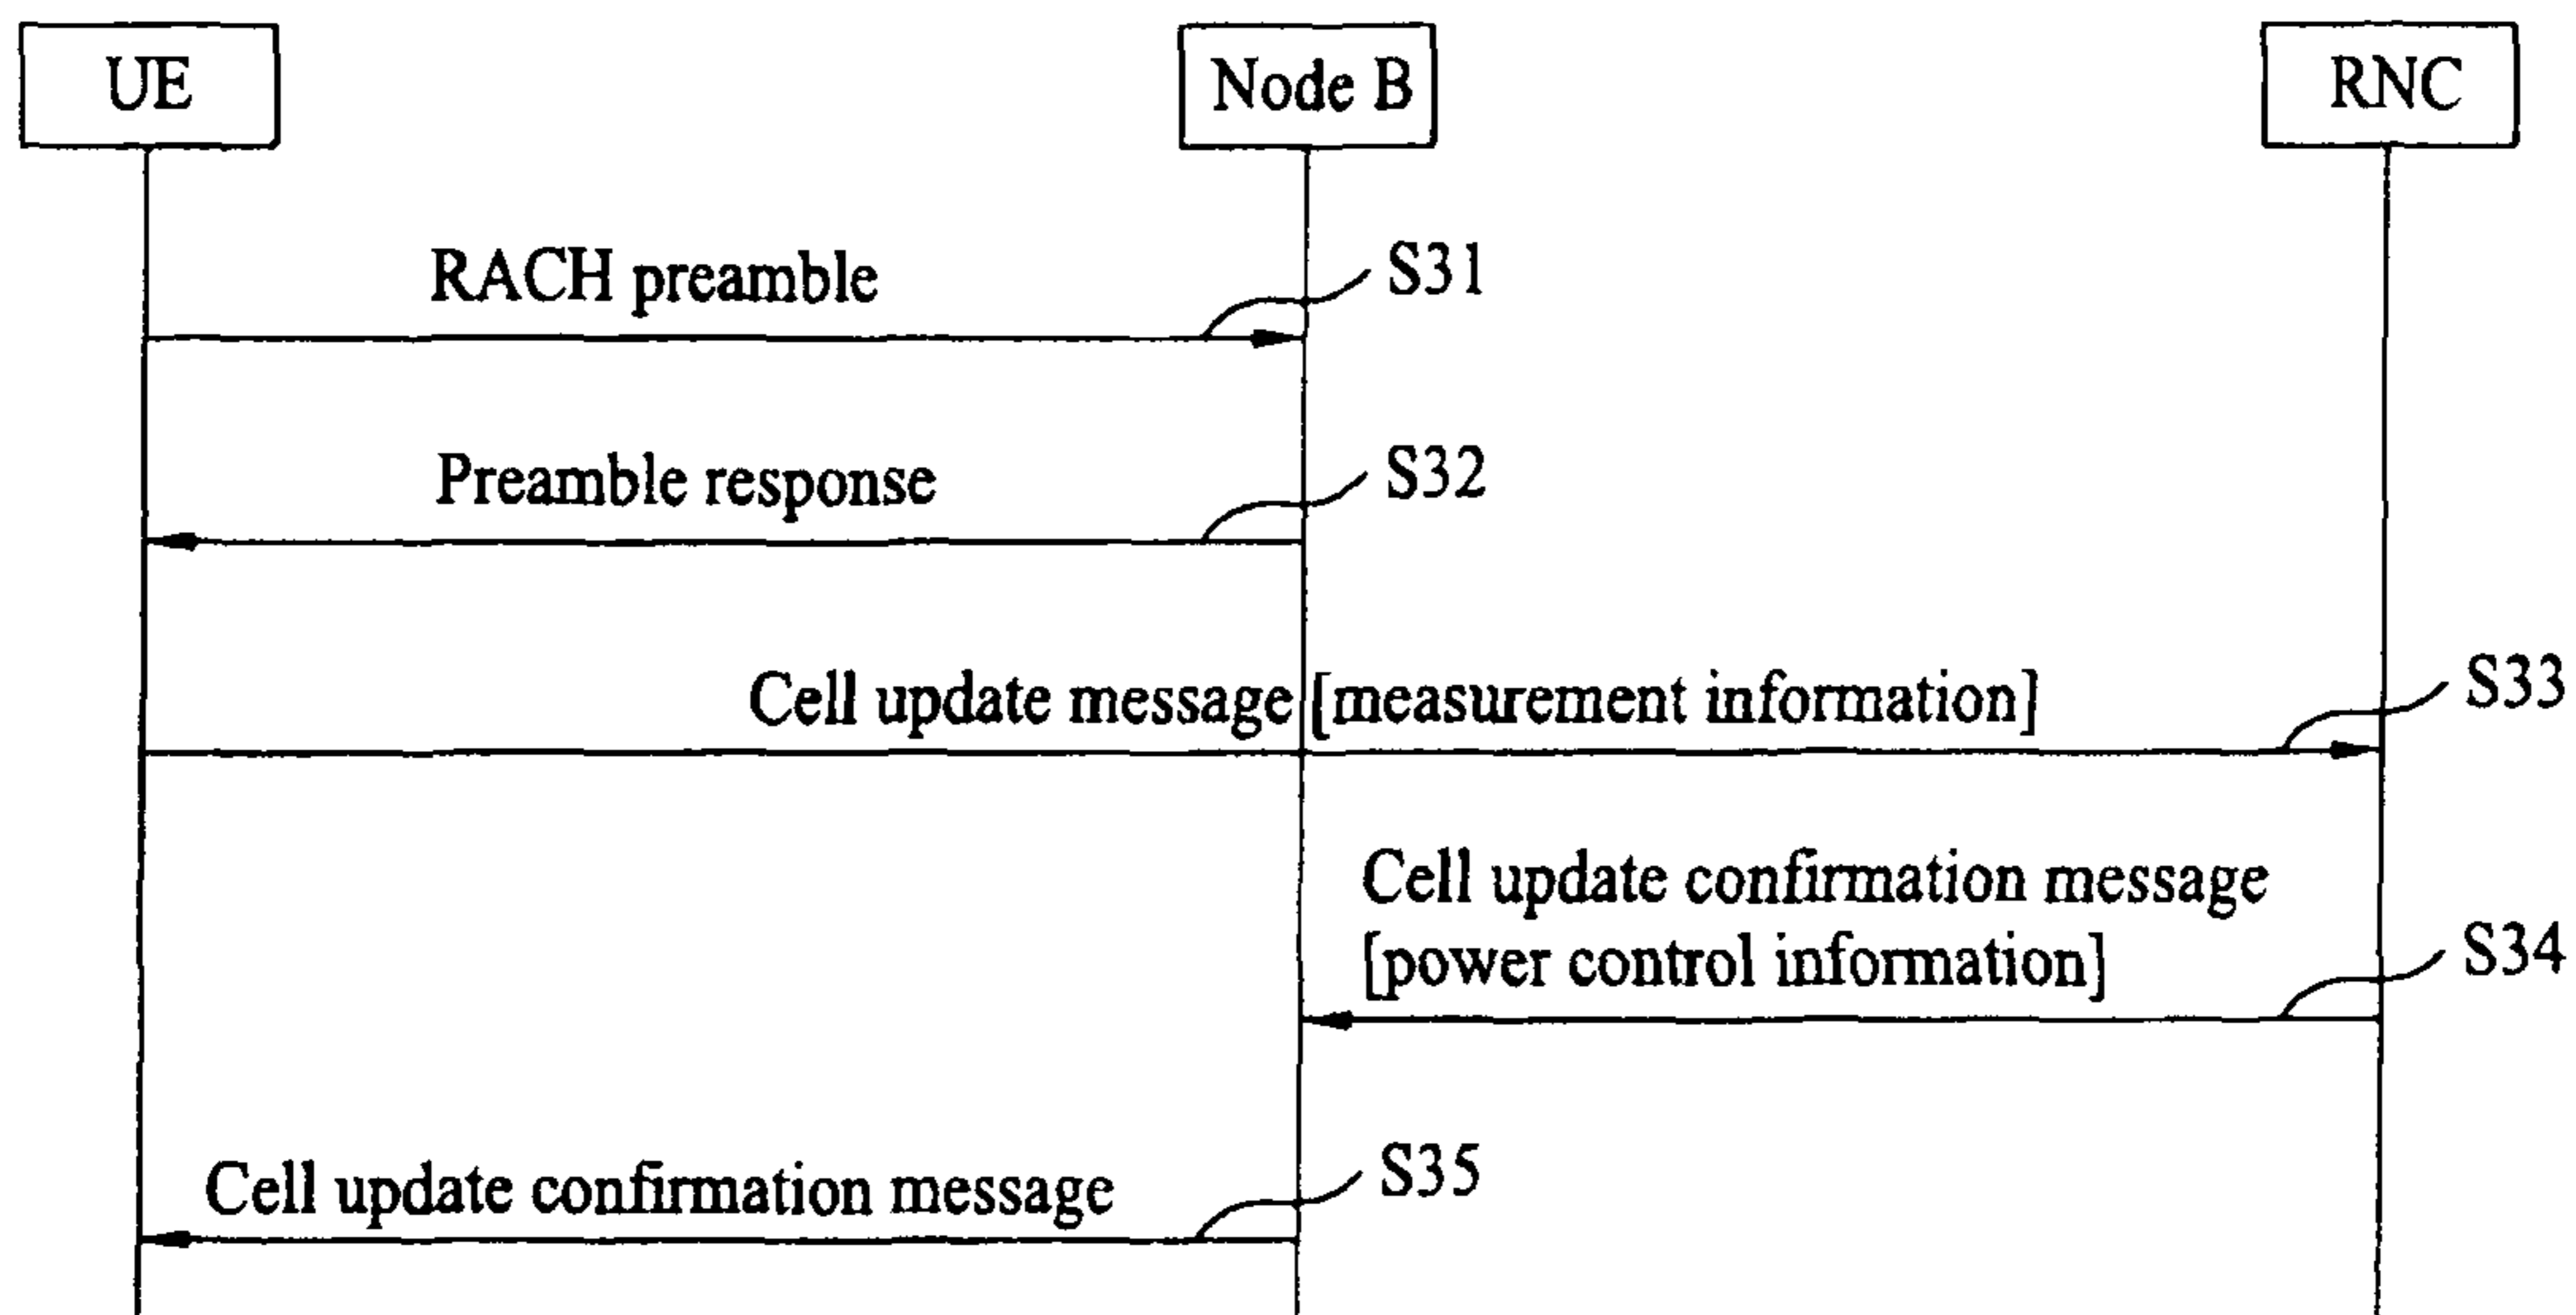 UE
Node B
RNC
RACH preamble
S31
Preamble response
S32
Cell update message [measurement information]
S33
Cell update confirmation message
[power control information]
S34
Cell update confirmation message
S35